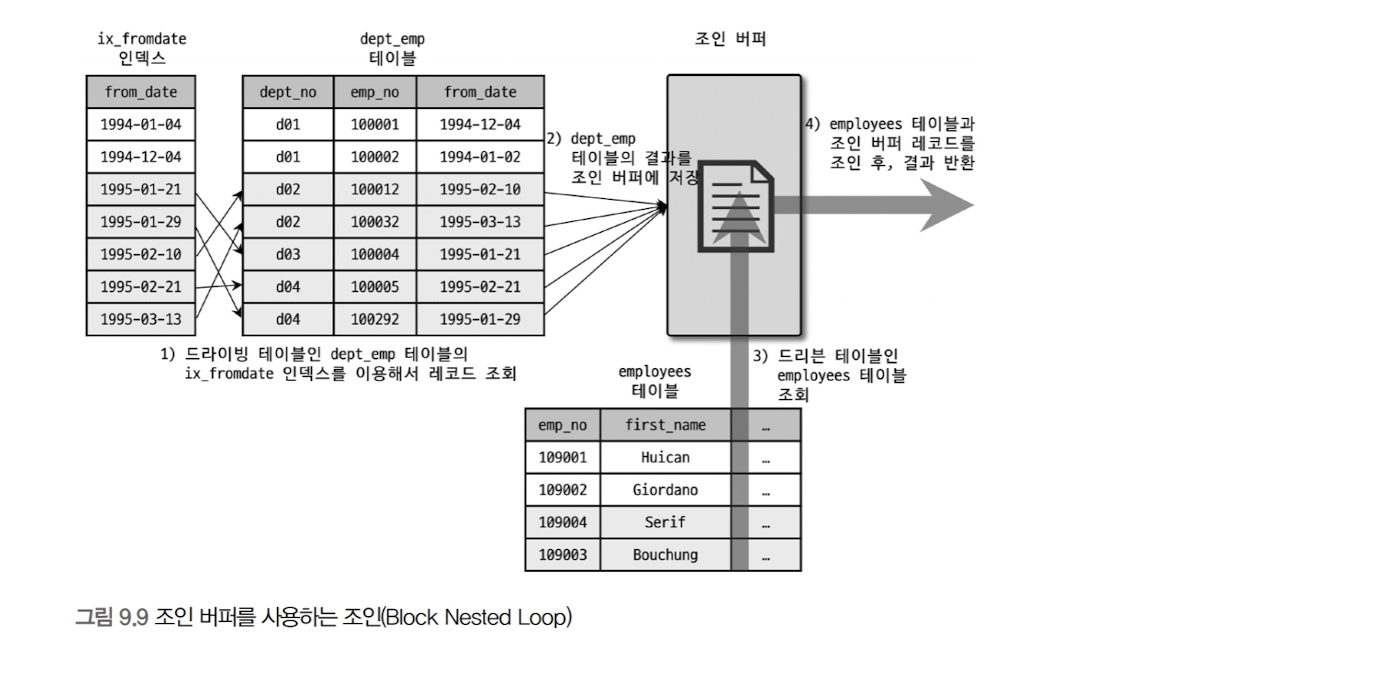 ix_fromdate
인덱스
from_date
1994-01-04
1994-12-04
1995-01-21
1995-01-29
1995-02-10
1995-02-21
1995-03-13
dept_emp
테이블
dept_no emp_no from_date
d01 100001 1994-12-04
d01 100002 1994-01-02
d02 100012 1995-02-10
d02 100032 1995-03-13
d03 100004 1995-01-21
d04 100005 1995-02-21
d04 100292 1995-01-29
1) 드라이빙 테이블인 dept_emp 테이블의
ix_fromdate 인덱스를 이용해서 레코드 조회
2) dept_emp
테이블의 결과를
조인 버퍼에 저장
조인 버퍼
4) employees 테이블과
조인 버퍼 레코드를
조인 후, 결과 반환
3) 드리븐 테이블인
employees 테이블
조회
employees
테이블
emp_no first_name …
109001 Huican …
109002 Giordano …
109004 Serif …
109003 Bouchung …
그림 9.9 조인 버퍼를 사용하는 조인(Block Nested Loop)